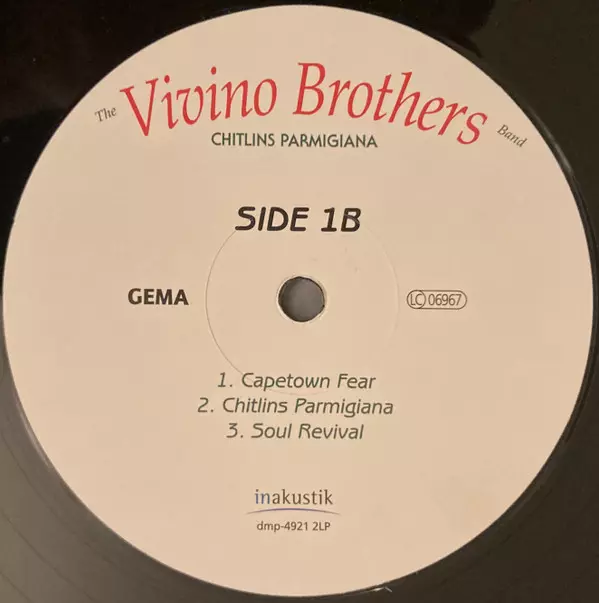 The Vivino Brothers Band
CHITLINS PARMIGIANA
SIDE 1B
GEMA
LC 06967
1. Capetown Fear
2. Chitlins Parmigiana
3. Soul Revival
inakustik
dmp-4921 2LP